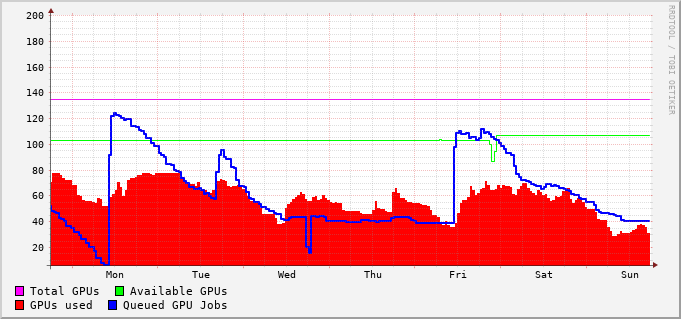 200
180
160
140
120
100
80
60
40
20
Mon Tue Wed Thu Fri Sat Sun
Total GPUs Available GPUs
GPUs used Queued GPU Jobs
RRDTOOL / TOBI OETIKER